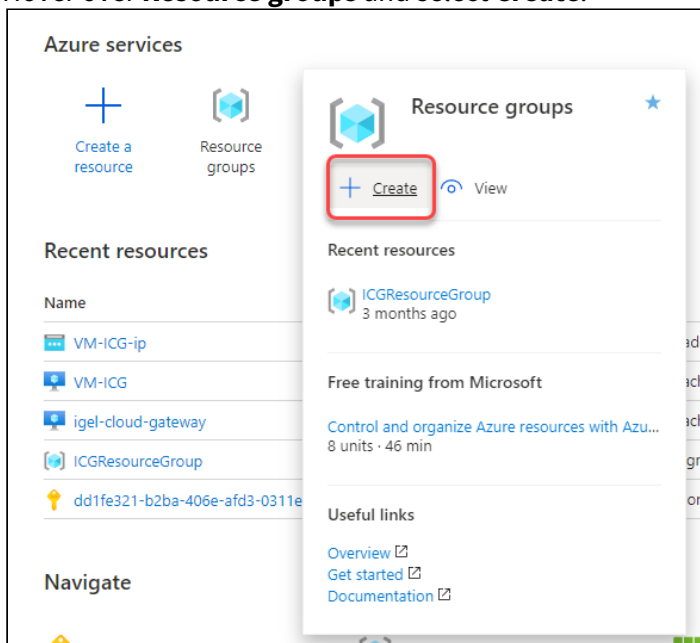 Hover over Resource groups and select Create.
Azure services
Create a
resource
Resource
groups
Recent resources
Name
VM-ICG-ip
VM-ICG
igel-cloud-gateway
ICGResourceGroup
dd1fe321-b2ba-406e-afd3-0311e
Navigate
Resource groups
Create
View
Recent resources
ICGResourceGroup
3 months ago
Free training from Microsoft
Control and organize Azure resources with Azu...
8 units · 46 min
Useful links
Overview
Get started
Documentation